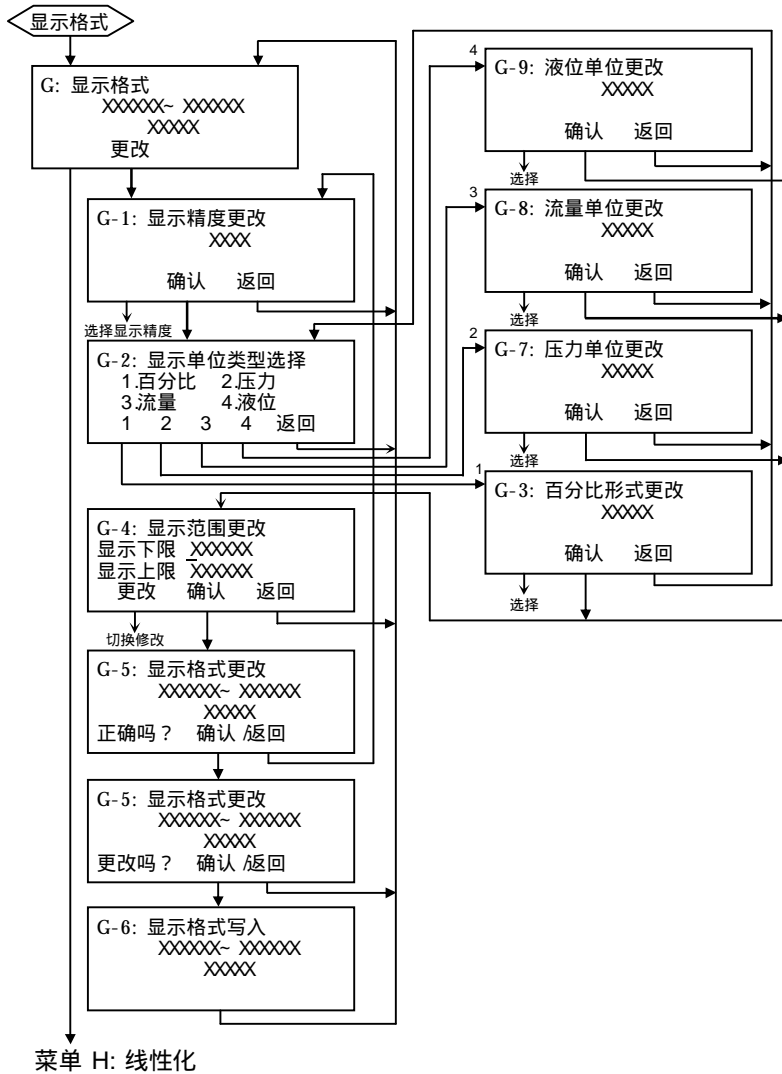 显示格式
G: 显示格式
XXXXXX~ XXXXXX
XXXXX
更改
G-1: 显示精度更改
XXXX
确认 返回
选择显示精度
G-2: 显示单位类型选择
1.百分比 2.压力
3.流量 4.液位
1 2 3 4 返回
G-4: 显示范围更改
显示下限 XXXXXX
显示上限 XXXXXX
更改 确认 返回
切换修改
G-5: 显示格式更改
XXXXXX~ XXXXXX
XXXXX
正确吗？ 确认 /返回
G-5: 显示格式更改
XXXXXX~ XXXXXX
XXXXX
更改吗？ 确认 /返回
G-6: 显示格式写入
XXXXXX~ XXXXXX
XXXXX
菜单 H: 线性化
4
G-9: 液位单位更改
XXXXX
确认 返回
选择
3
G-8: 流量单位更改
XXXXX
确认 返回
选择
2
G-7: 压力单位更改
XXXXX
确认 返回
选择
1
G-3: 百分比形式更改
XXXXX
确认 返回
选择